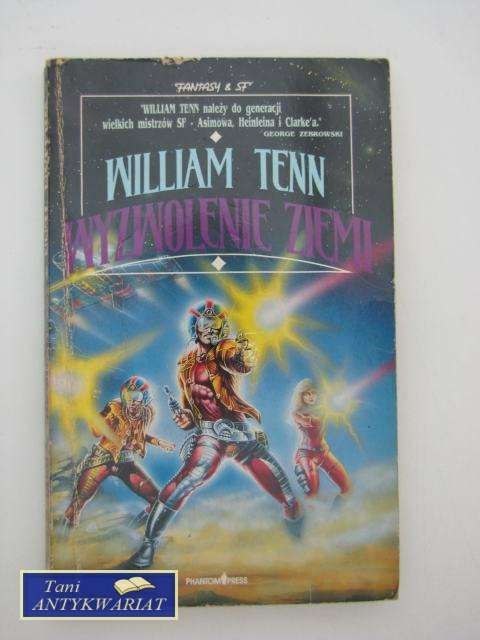 FANTASY & SF
"WILLIAM TENN należy do generacji
wielkich mistrzów SF - Asimowa, Heinleina i Clarke'a."
GEORGE ZEBROWSKI
WILLIAM TENN
WYZWOLENIE ZIEMI
PHANTOM PRESS
Tani
ANTYKWARIAT